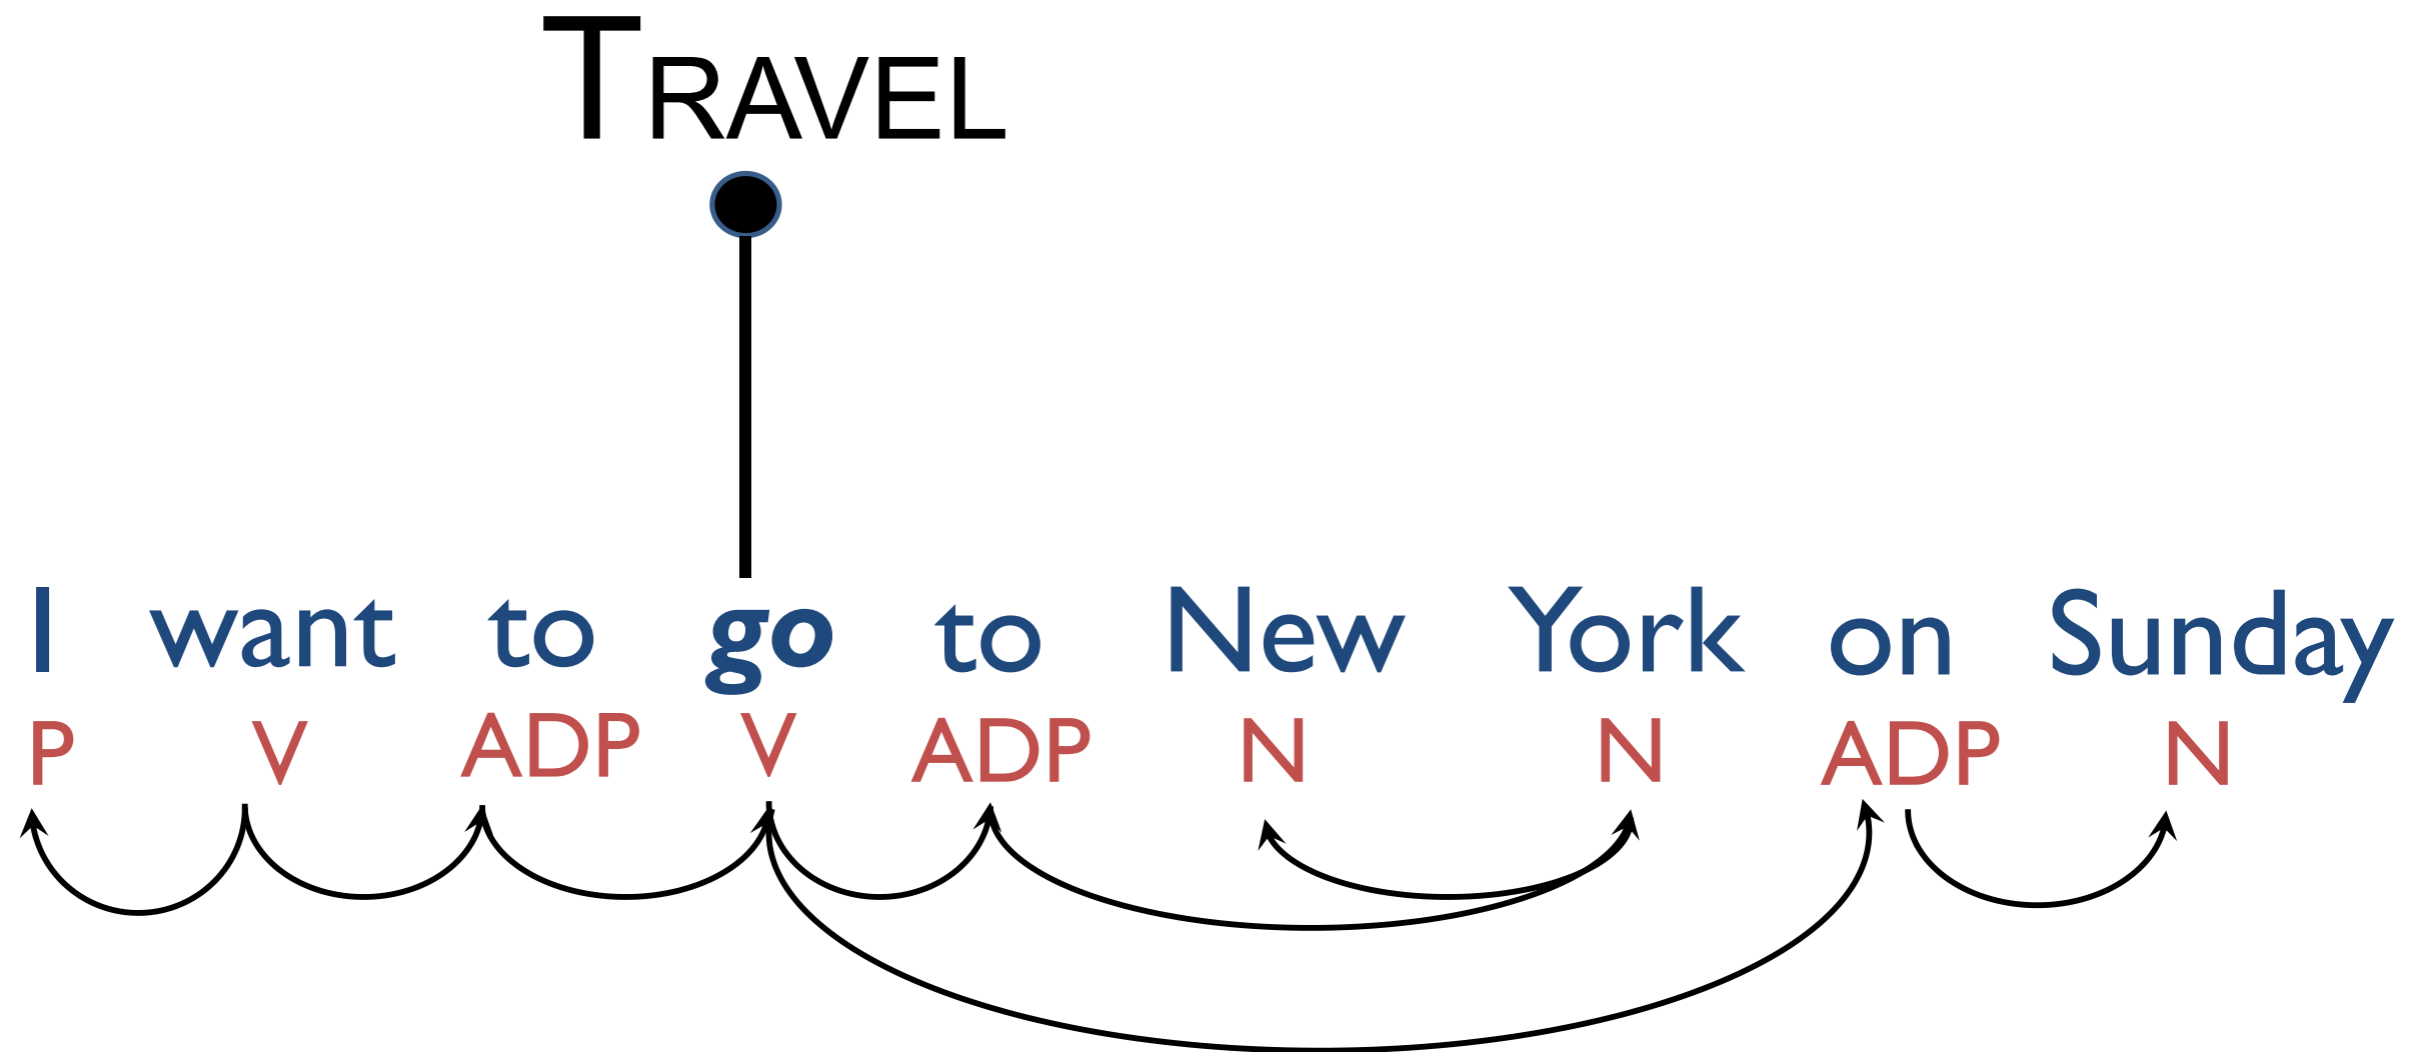 TRAVEL
I want to go to New York on Sunday
P V ADP V ADP N N ADP N